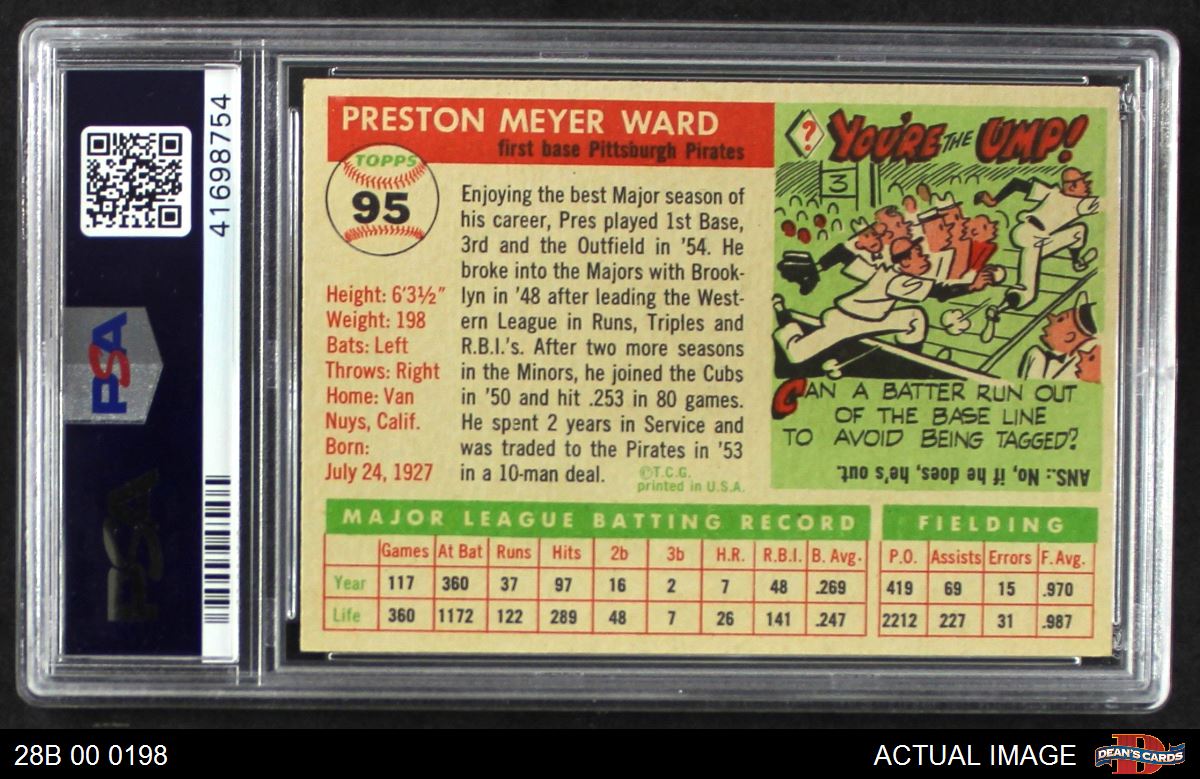 PSA
41698754
PSA
PRESTON MEYER WARD
first base Pittsburgh Pirates
TOPPS
95
Height: 6'3½"
Weight: 198
Bats: Left
Throws: Right
Home: Van
Nuys, Calif.
Born:
July 24, 1927
Enjoying the best Major season of
his career, Pres played 1st Base,
3rd and the Outfield in '54. He
broke into the Majors with Brook-
lyn in '48 after leading the West-
ern League in Runs, Triples and
R.B.I.'s. After two more seasons
in the Minors, he joined the Cubs
in '50 and hit .253 in 80 games.
He spent 2 years in Service and
was traded to the Pirates in '53
in a 10-man deal.
©T.C.G.
printed in U.S.A.
? YOU'RE THE UMP!
3
CAN A BATTER RUN OUT
OF THE BASE LINE
TO AVOID BEING TAGGED?
ANS.: No, if he does, he's out.
MAJOR LEAGUE BATTING RECORD
Games At Bat Runs Hits 2b 3b H.R. R.B.I. B. Avg.
Year 117 360 37 97 16 2 7 48 .269
Life 360 1172 122 289 48 7 26 141 .247
FIELDING
P.O. Assists Errors F. Avg.
419 69 15 .970
2212 227 31 .987
28B 00 0198
ACTUAL IMAGE
D
DEAN'S CARDS